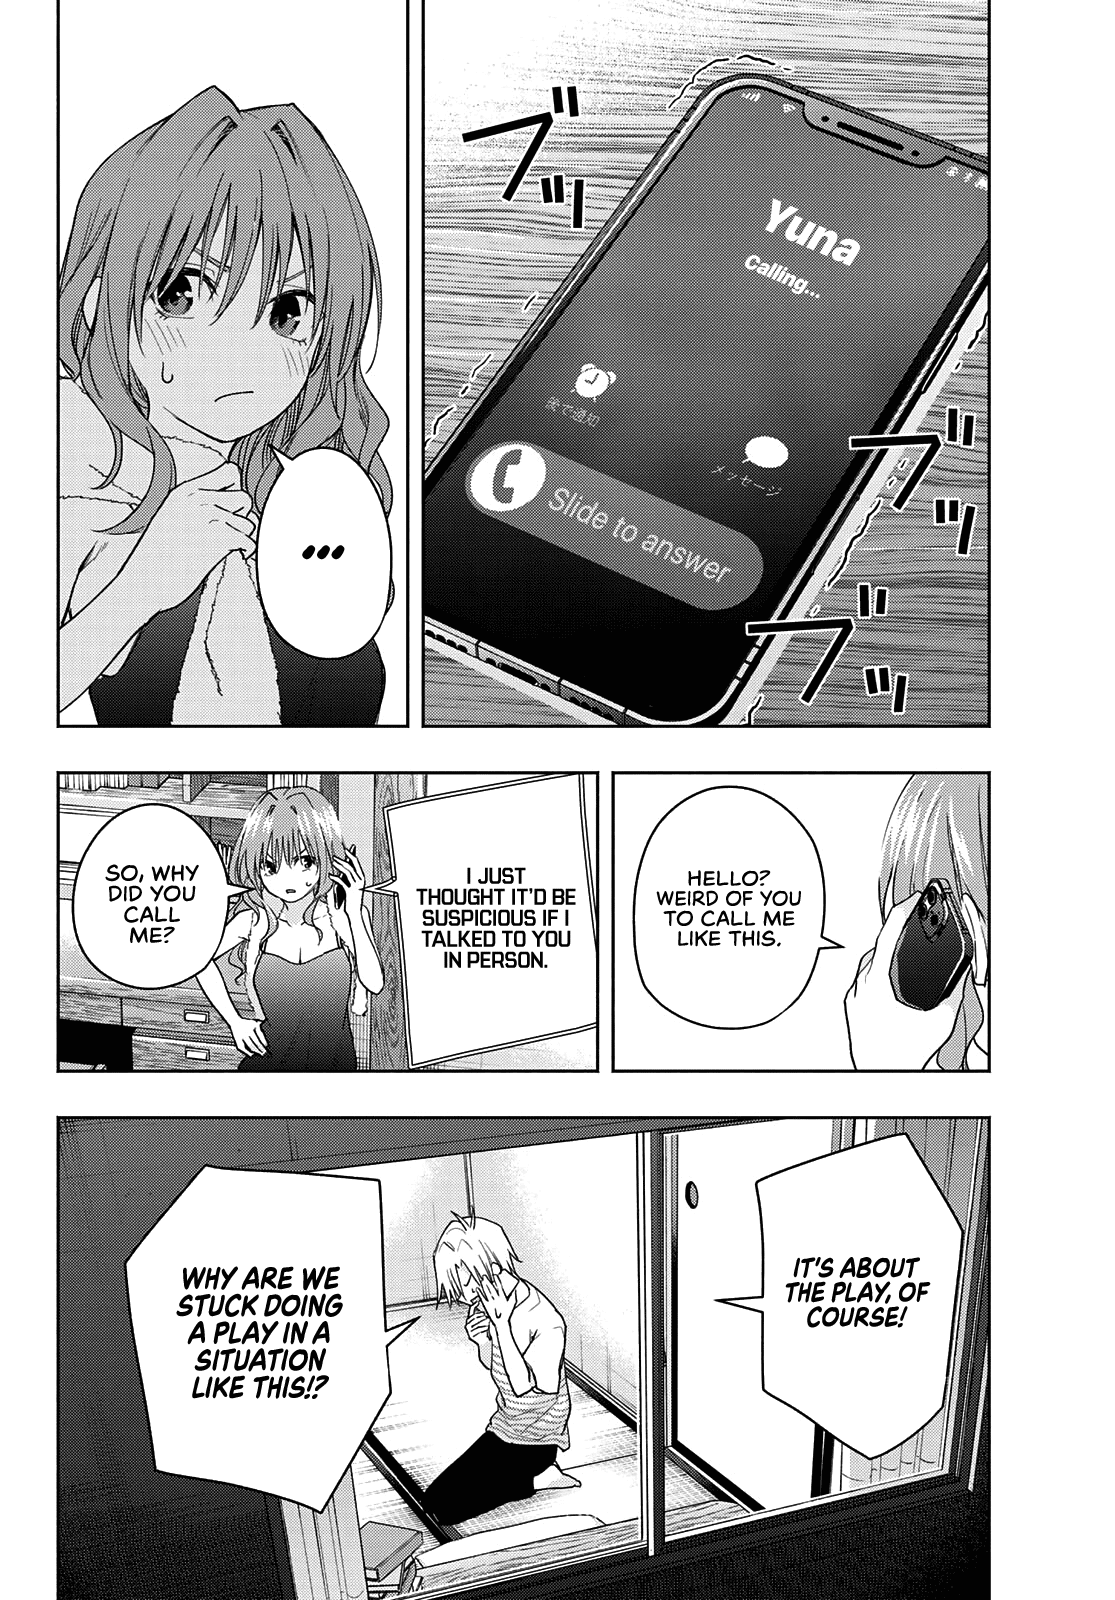 Yuna
Calling...
後で通知
メッセージ
Slide to answer
ブブ
ブブ
ブブ
...
HELLO?
WEIRD OF YOU
TO CALL ME
LIKE THIS.
I JUST
THOUGHT IT'D BE
SUSPICIOUS IF I
TALKED TO YOU
IN PERSON.
SO, WHY
DID YOU
CALL
ME?
IT'S ABOUT
THE PLAY, OF
COURSE!
WHY ARE WE
STUCK DOING
A PLAY IN A
SITUATION
LIKE THIS!?